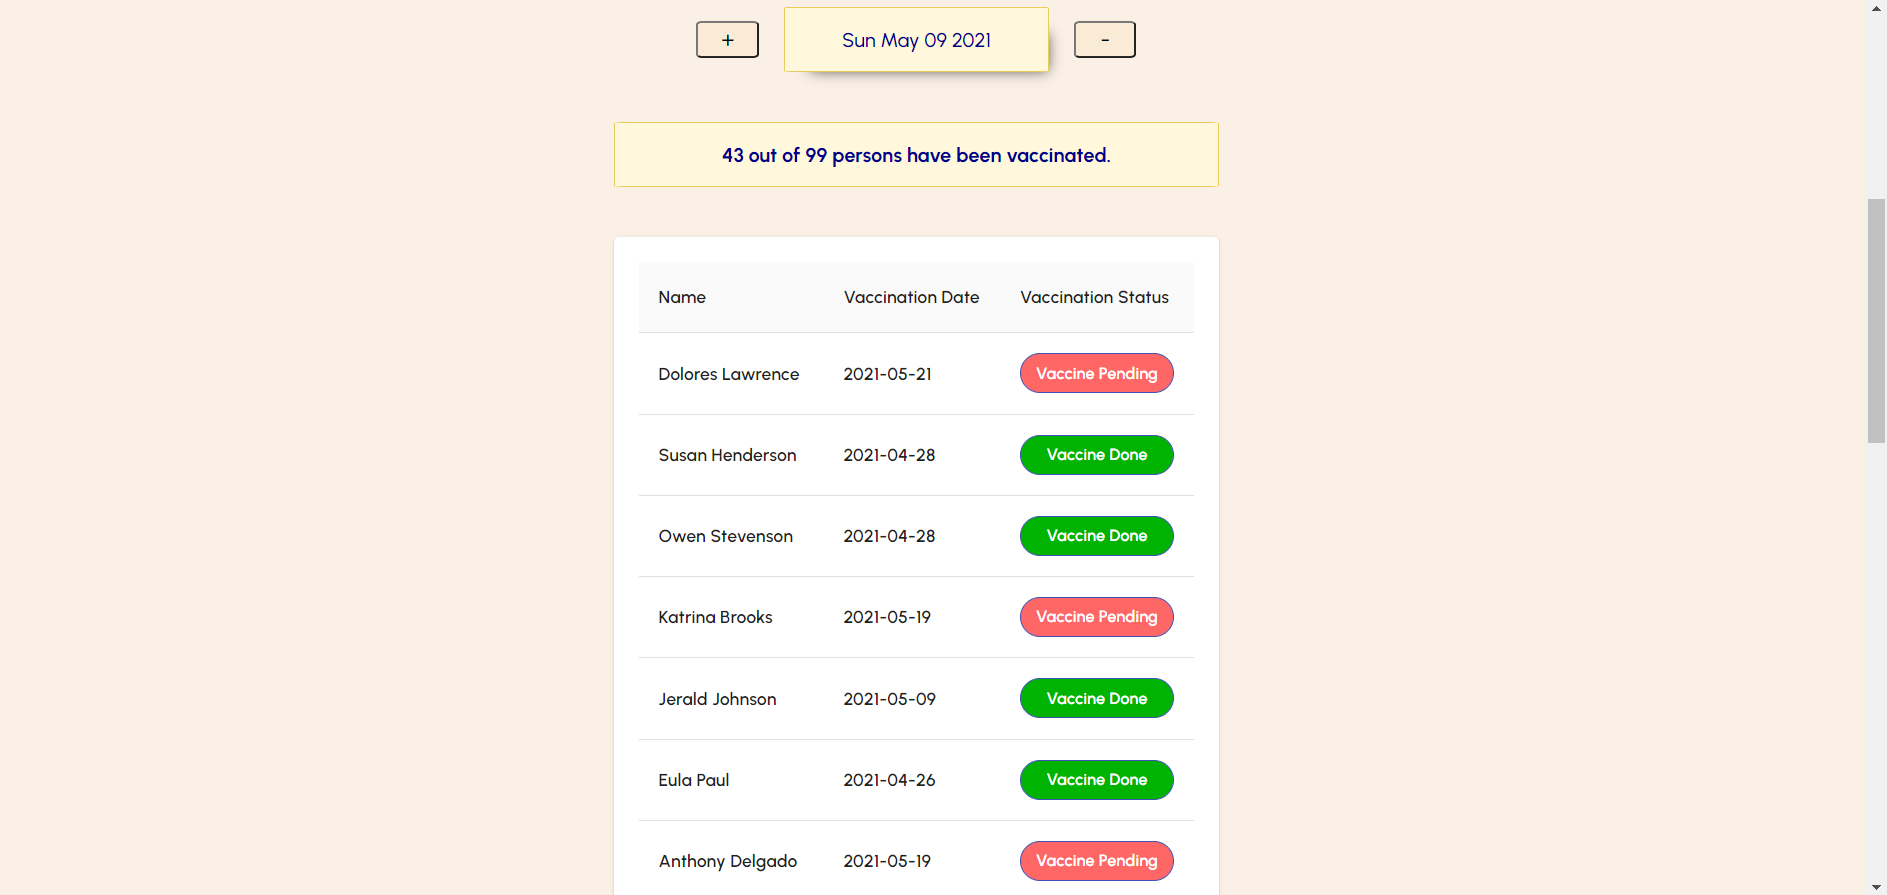 + Sun May 09 2021 -
43 out of 99 persons have been vaccinated.
Name Vaccination Date Vaccination Status
Dolores Lawrence 2021-05-21 Vaccine Pending
Susan Henderson 2021-04-28 Vaccine Done
Owen Stevenson 2021-04-28 Vaccine Done
Katrina Brooks 2021-05-19 Vaccine Pending
Jerald Johnson 2021-05-09 Vaccine Done
Eula Paul 2021-04-26 Vaccine Done
Anthony Delgado 2021-05-19 Vaccine Pending